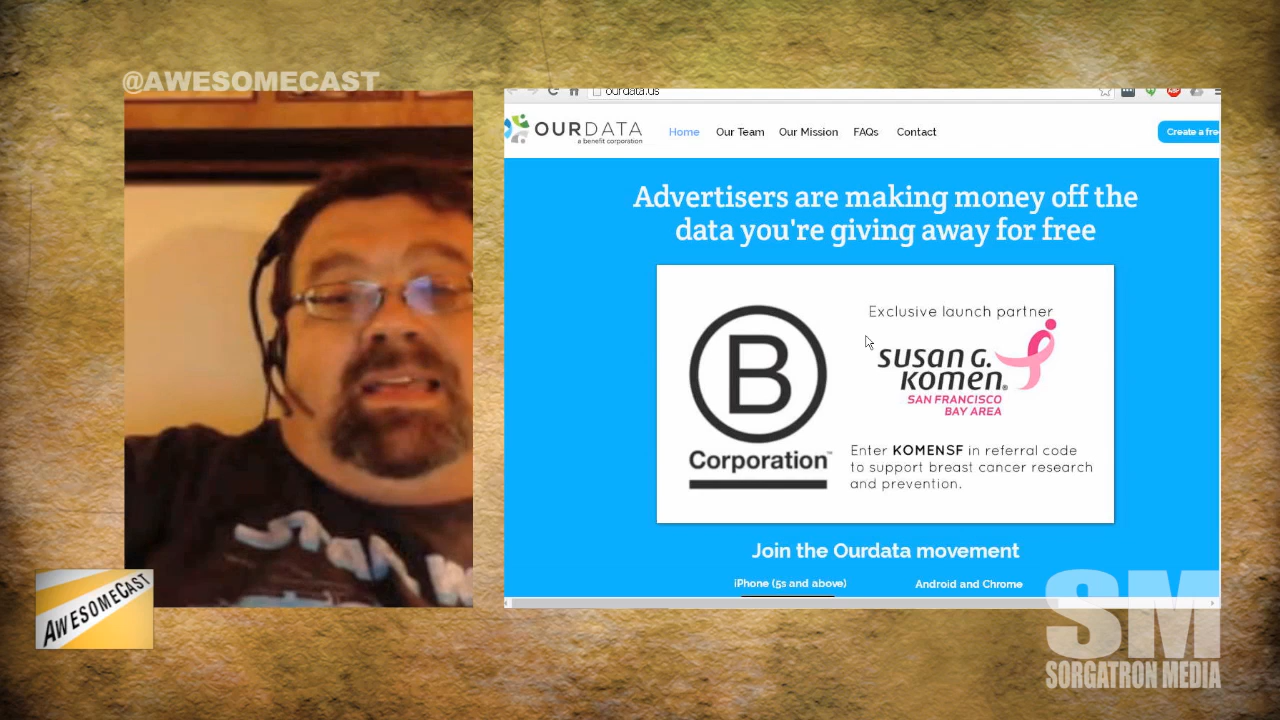 @AWESOMECAST
ourdata.us
OURDATA
a benefit corporation
Home Our Team Our Mission FAQs Contact
Create a fre
Advertisers are making money off the
data you're giving away for free
B
Corporation™
Exclusive launch partner
susan g.
komen®
SAN FRANCISCO
BAY AREA
Enter KOMENSF in referral code
to support breast cancer research
and prevention.
Join the Ourdata movement
iPhone (5s and above) Android and Chrome
AWESOMECAST
SM
SORGATRON MEDIA